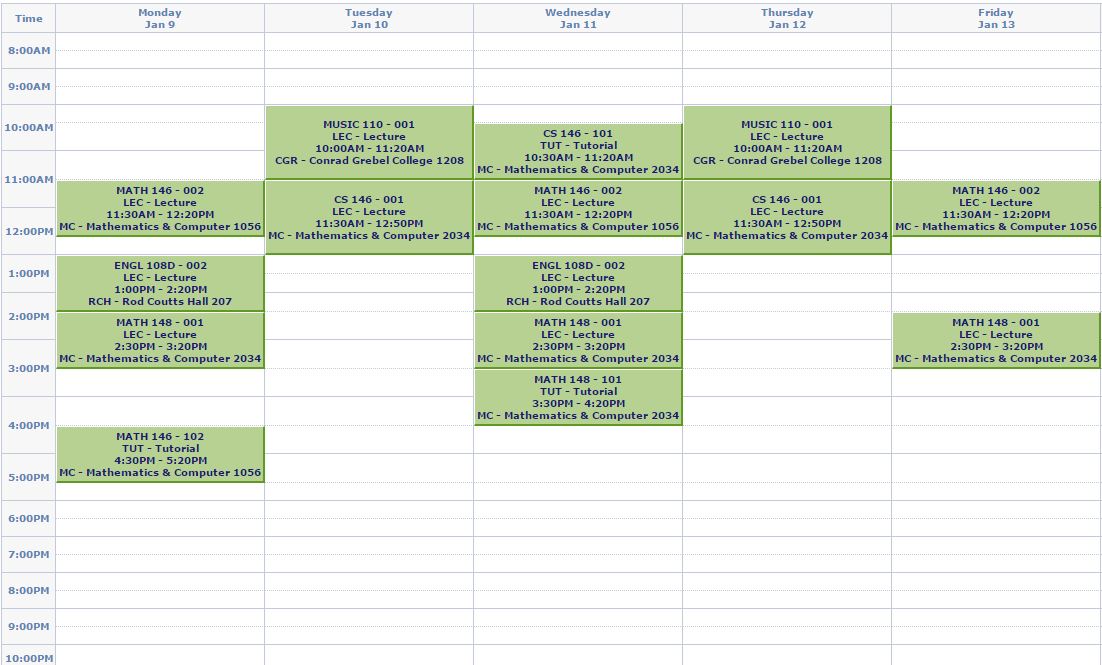 Time
Monday
Jan 9
Tuesday
Jan 10
Wednesday
Jan 11
Thursday
Jan 12
Friday
Jan 13
8:00AM
9:00AM
10:00AM
MUSIC 110 - 001
LEC - Lecture
10:00AM - 11:20AM
CGR - Conrad Grebel College 1208
CS 146 - 101
TUT - Tutorial
10:30AM - 11:20AM
MC - Mathematics & Computer 2034
MUSIC 110 - 001
LEC - Lecture
10:00AM - 11:20AM
CGR - Conrad Grebel College 1208
11:00AM
MATH 146 - 002
LEC - Lecture
11:30AM - 12:20PM
MC - Mathematics & Computer 1056
CS 146 - 001
LEC - Lecture
11:30AM - 12:50PM
MC - Mathematics & Computer 2034
MATH 146 - 002
LEC - Lecture
11:30AM - 12:20PM
MC - Mathematics & Computer 1056
CS 146 - 001
LEC - Lecture
11:30AM - 12:50PM
MC - Mathematics & Computer 2034
MATH 146 - 002
LEC - Lecture
11:30AM - 12:20PM
MC - Mathematics & Computer 1056
12:00PM
1:00PM
ENGL 108D - 002
LEC - Lecture
1:00PM - 2:20PM
RCH - Rod Coutts Hall 207
ENGL 108D - 002
LEC - Lecture
1:00PM - 2:20PM
RCH - Rod Coutts Hall 207
2:00PM
MATH 148 - 001
LEC - Lecture
2:30PM - 3:20PM
MC - Mathematics & Computer 2034
MATH 148 - 001
LEC - Lecture
2:30PM - 3:20PM
MC - Mathematics & Computer 2034
MATH 148 - 001
LEC - Lecture
2:30PM - 3:20PM
MC - Mathematics & Computer 2034
3:00PM
MATH 148 - 101
TUT - Tutorial
3:30PM - 4:20PM
MC - Mathematics & Computer 2034
4:00PM
MATH 146 - 102
TUT - Tutorial
4:30PM - 5:20PM
MC - Mathematics & Computer 1056
5:00PM
6:00PM
7:00PM
8:00PM
9:00PM
10:00PM